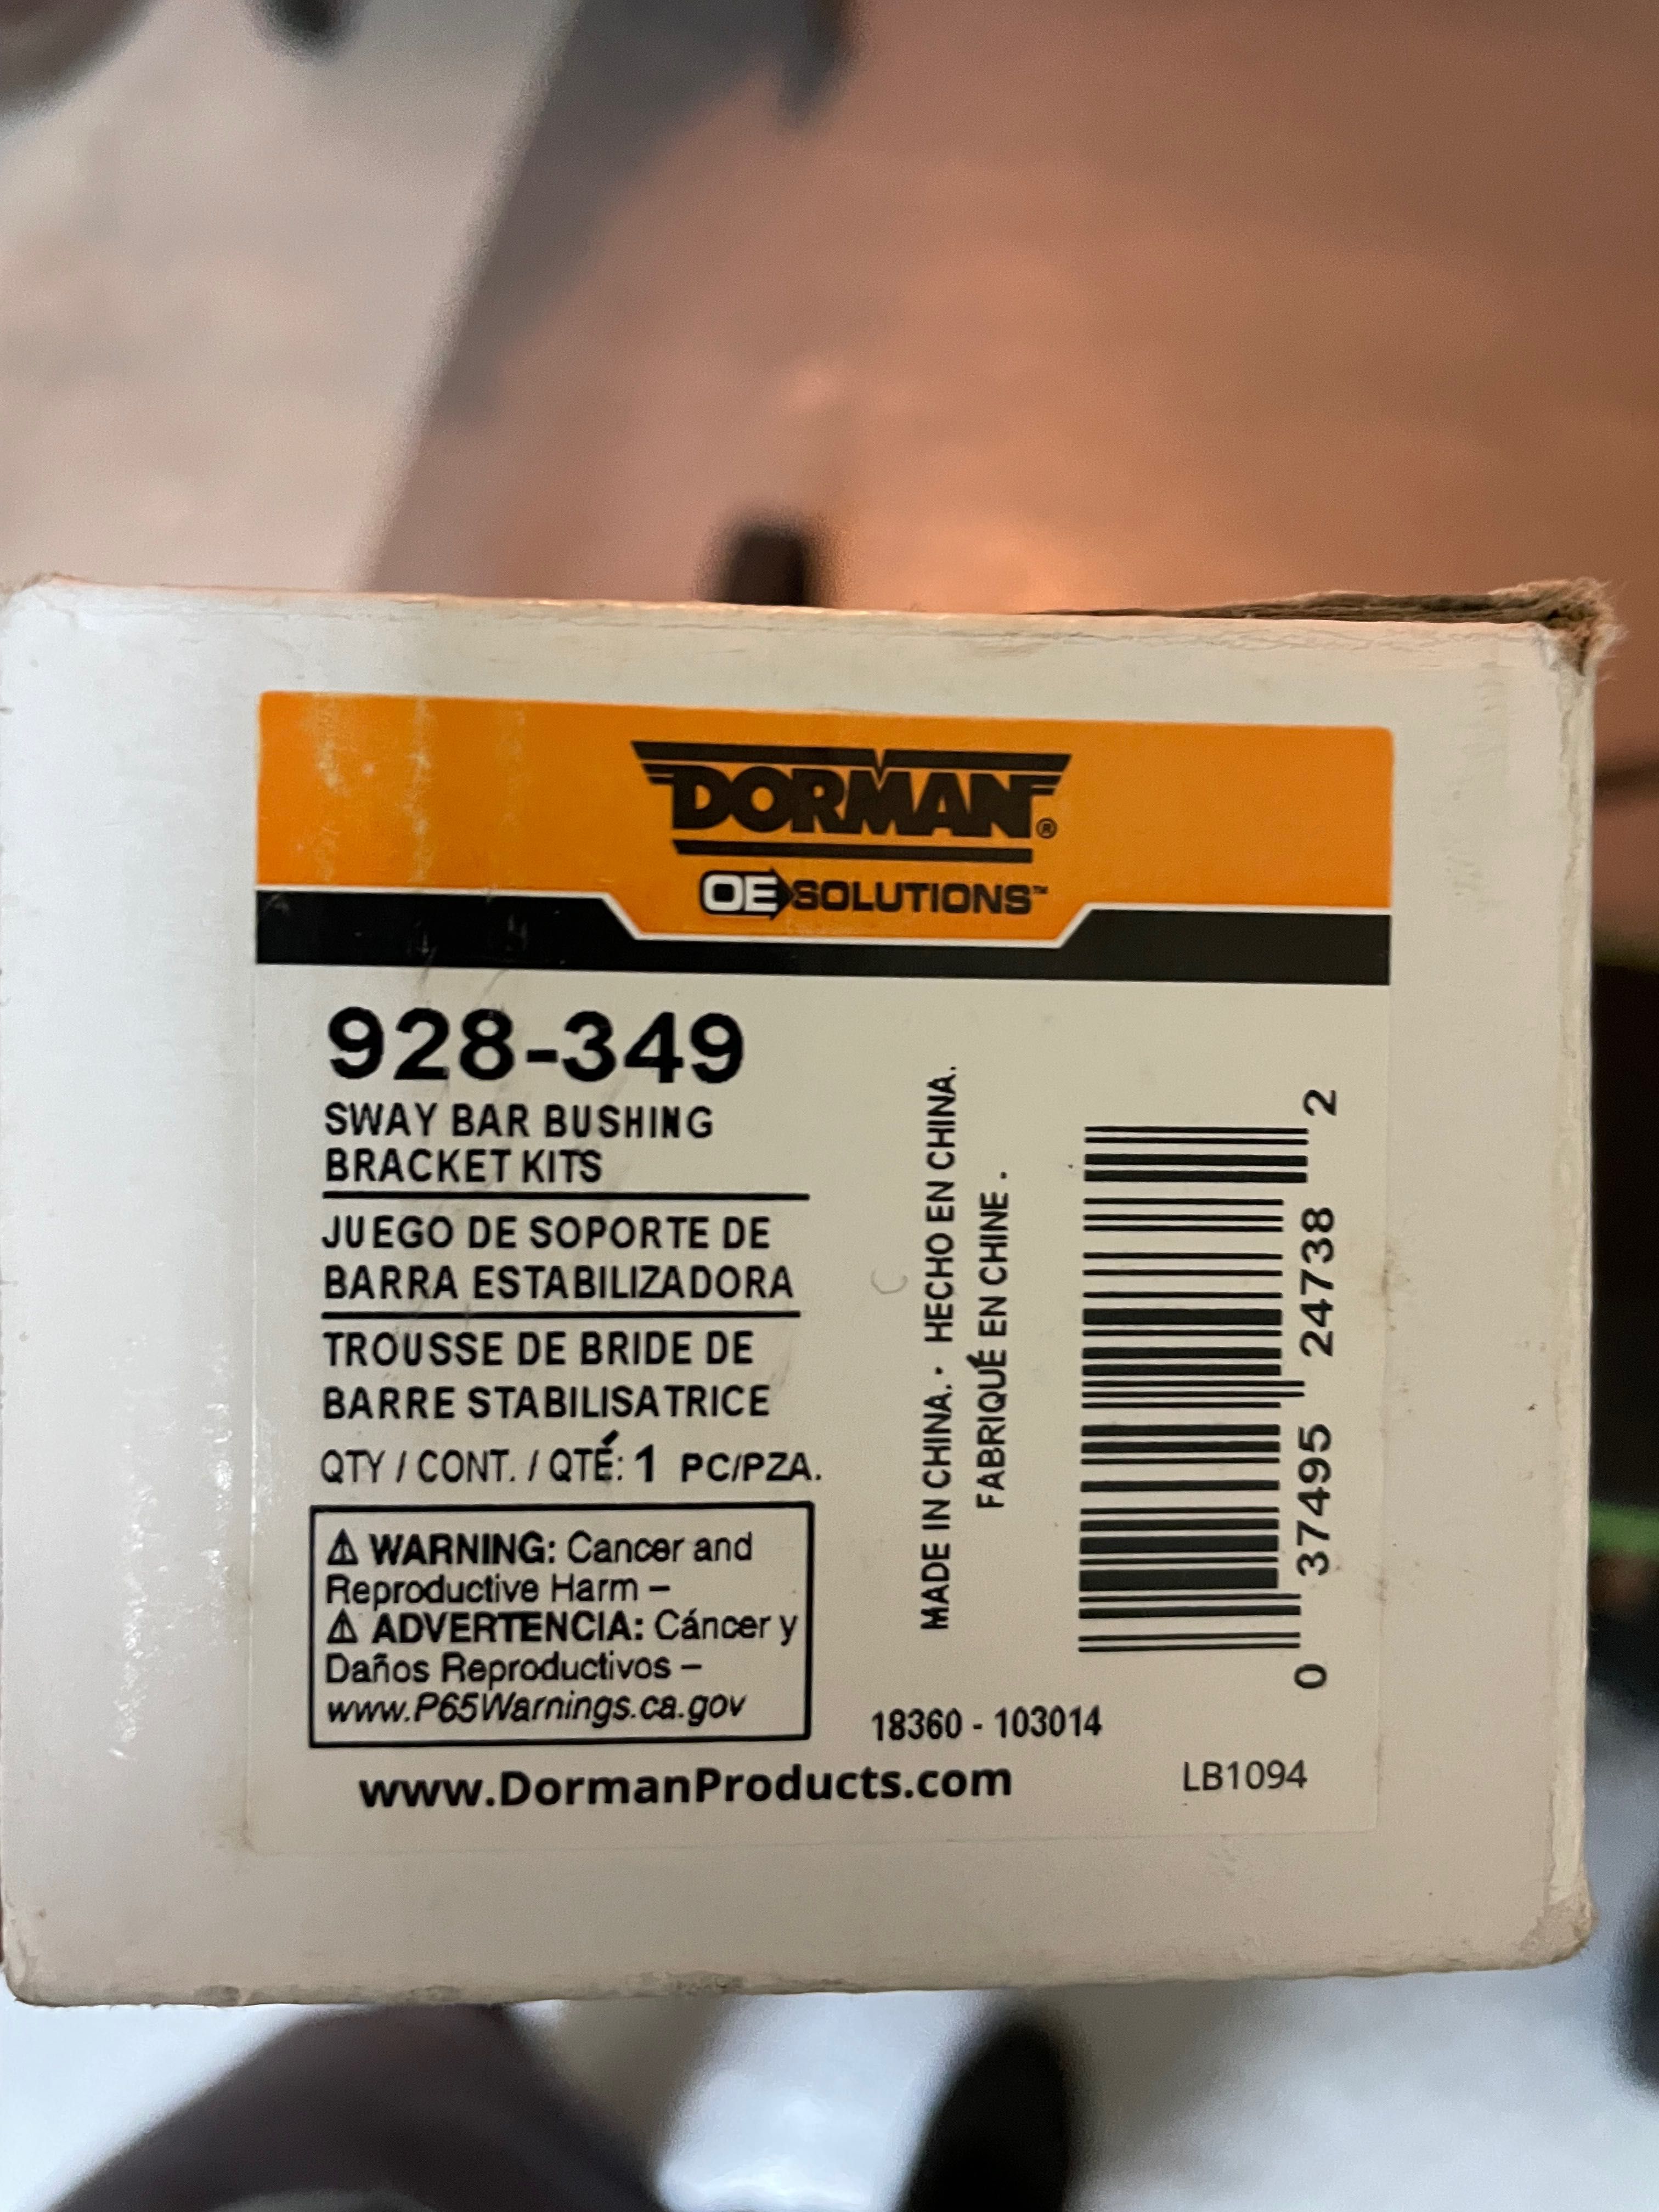 DORMAN®
OE SOLUTIONS™
928-349
SWAY BAR BUSHING
BRACKET KITS
JUEGO DE SOPORTE DE
BARRA ESTABILIZADORA
TROUSSE DE BRIDE DE
BARRE STABILISATRICE
QTY / CONT. / QTÉ: 1 PC/PZA.
⚠ WARNING: Cancer and
Reproductive Harm –
⚠ ADVERTENCIA: Cáncer y
Daños Reproductivos –
www.P65Warnings.ca.gov
MADE IN CHINA. · HECHO EN CHINA.
FABRIQUÉ EN CHINE .
0 37495 24738 2
18360 - 103014
www.DormanProducts.com
LB1094